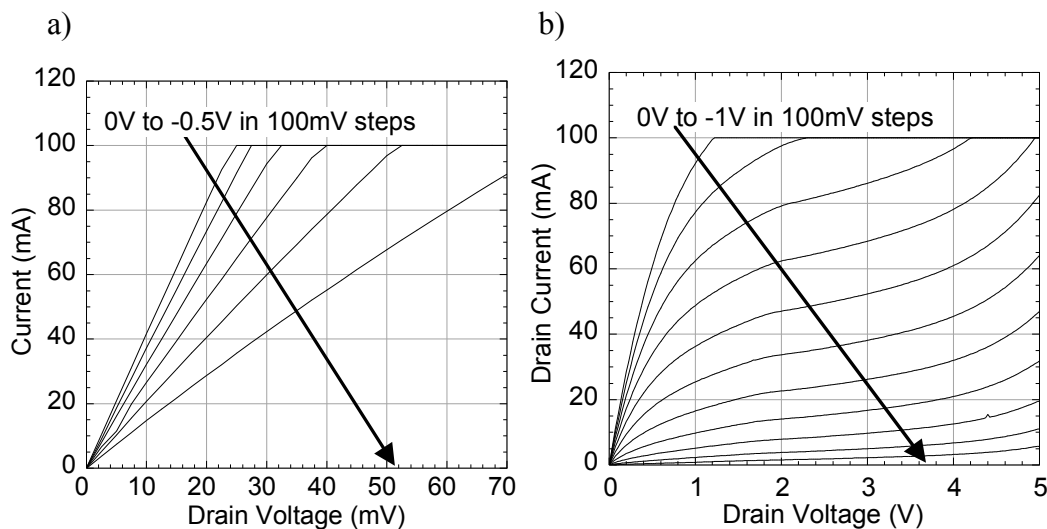 a)
120
100
80
60
40
20
0
Current (mA)
0V to -0.5V in 100mV steps
0 10 20 30 40 50 60 70
Drain Voltage (mV)
b)
120
100
80
60
40
20
0
Drain Current (mA)
0V to -1V in 100mV steps
0 1 2 3 4 5
Drain Voltage (V)